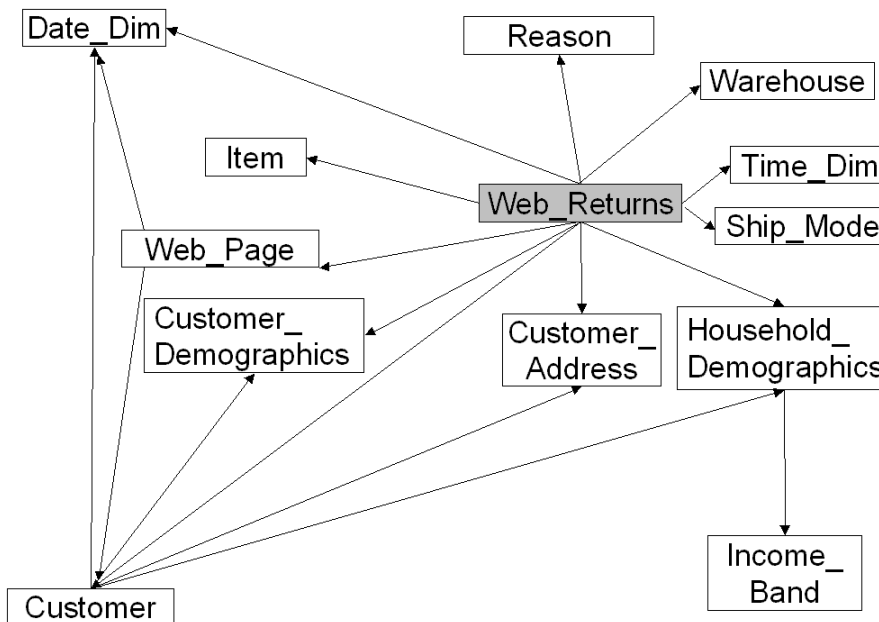 Date_Dim
Reason
Warehouse
Item
Time_Dim
Web_Returns
Ship_Mode
Web_Page
Customer_
Demographics
Customer_
Address
Household_
Demographics
Income_
Band
Customer